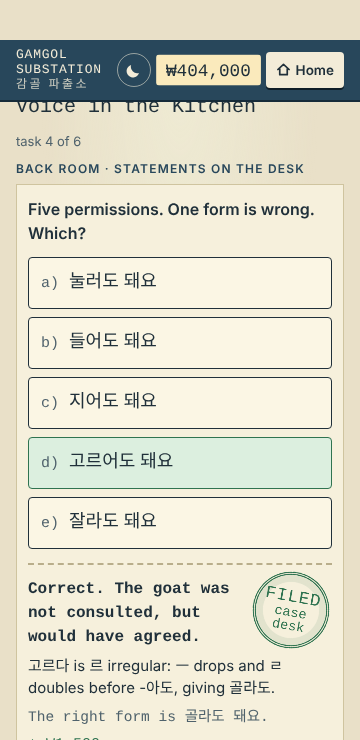 GAMGOL
SUBSTATION
감골 파출소
₩404,000
Home
Voice in the Kitchen
task 4 of 6
BACK ROOM · STATEMENTS ON THE DESK
Five permissions. One form is wrong.
Which?
a) 눌러도 돼요
b) 들어도 돼요
c) 지어도 돼요
d) 고르어도 돼요
e) 잘라도 돼요
Correct. The goat was
not consulted, but
would have agreed.
FILED
case
desk
고르다 is 르 irregular: ㅡ drops and ㄹ
doubles before -아도, giving 골라도.
The right form is 골라도 돼요.